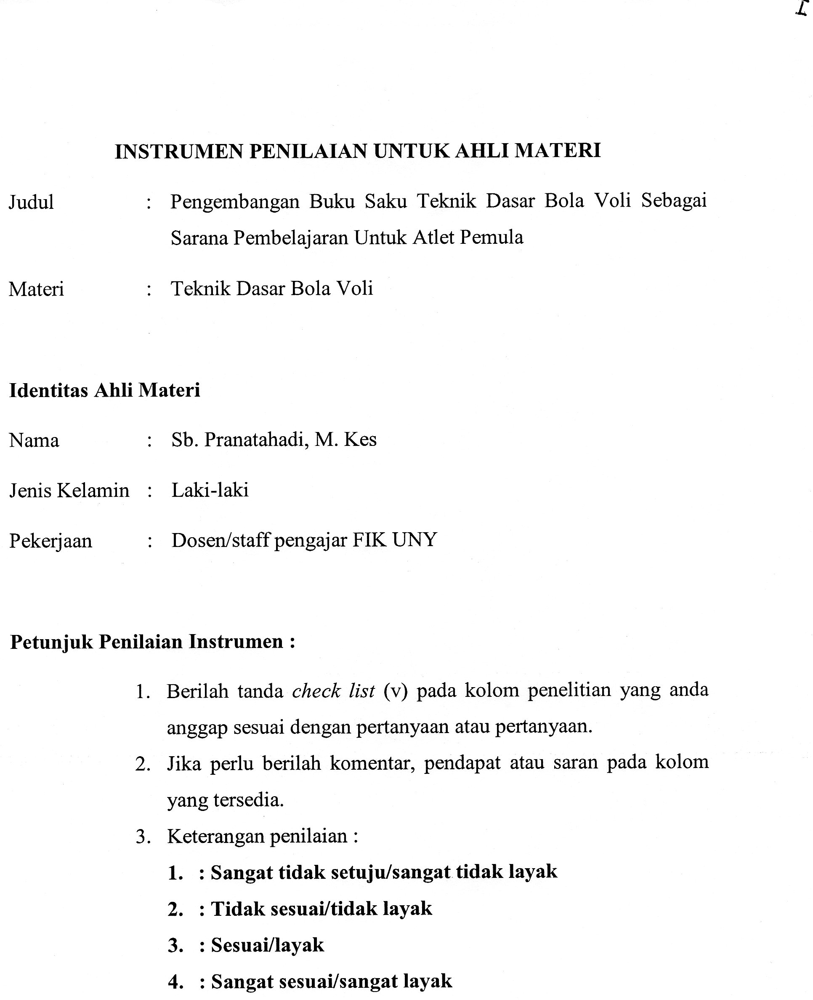 I
INSTRUMEN PENILAIAN UNTUK AHLI MATERI
Judul : Pengembangan Buku Saku Teknik Dasar Bola Voli Sebagai
Sarana Pembelajaran Untuk Atlet Pemula
Materi : Teknik Dasar Bola Voli
Identitas Ahli Materi
Nama : Sb. Pranatahadi, M. Kes
Jenis Kelamin : Laki-laki
Pekerjaan : Dosen/staff pengajar FIK UNY
Petunjuk Penilaian Instrumen :
1. Berilah tanda check list (v) pada kolom penelitian yang anda
anggap sesuai dengan pertanyaan atau pertanyaan.
2. Jika perlu berilah komentar, pendapat atau saran pada kolom
yang tersedia.
3. Keterangan penilaian :
1. : Sangat tidak setuju/sangat tidak layak
2. : Tidak sesuai/tidak layak
3. : Sesuai/layak
4. : Sangat sesuai/sangat layak